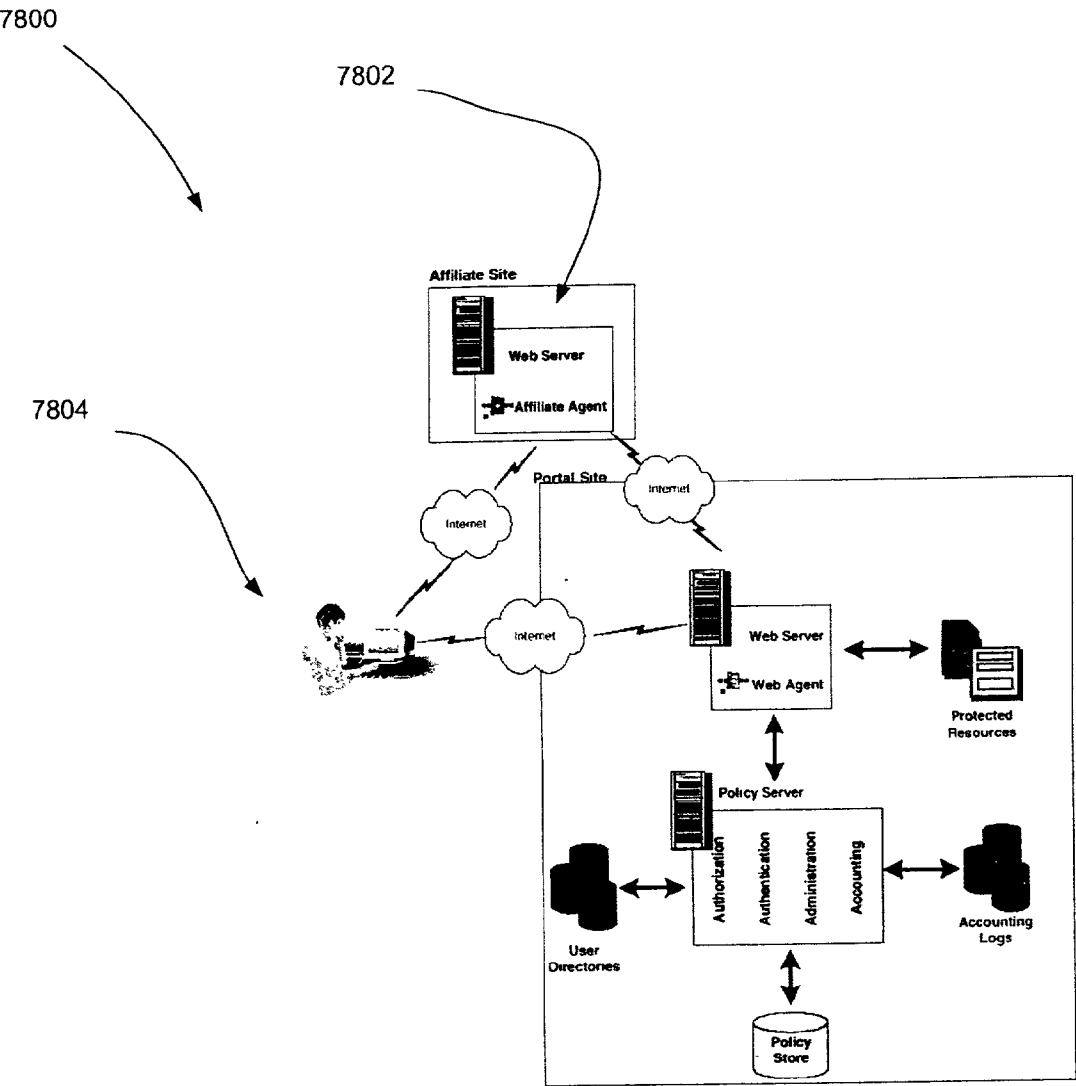 7800
7802
Affiliate Site
Web Server
Affiliate Agent
7804
Portal Site
Internet
Internet
Internet
Web Server
Web Agent
Protected
Resources
Policy Server
Authorization
Authentication
Administration
Accounting
User
Directories
Accounting
Logs
Policy
Store